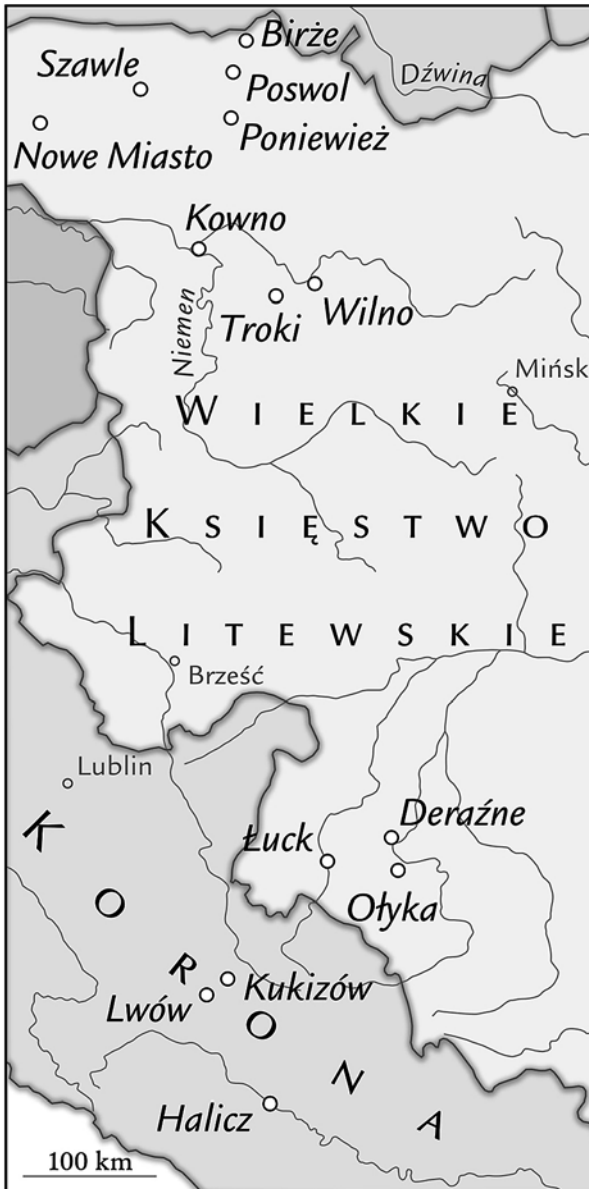 Birże
Szawle
Dźwina
Poswol
Poniewież
Nowe Miasto
Kowno
Niemen
Troki
Wilno
Mińsk
WIELKIE
KSIĘSTWO
LITEWSKIE
Brześć
Lublin
Deraźne
Łuck
Ołyka
KORONA
Kukizów
Lwów
Halicz
100 km